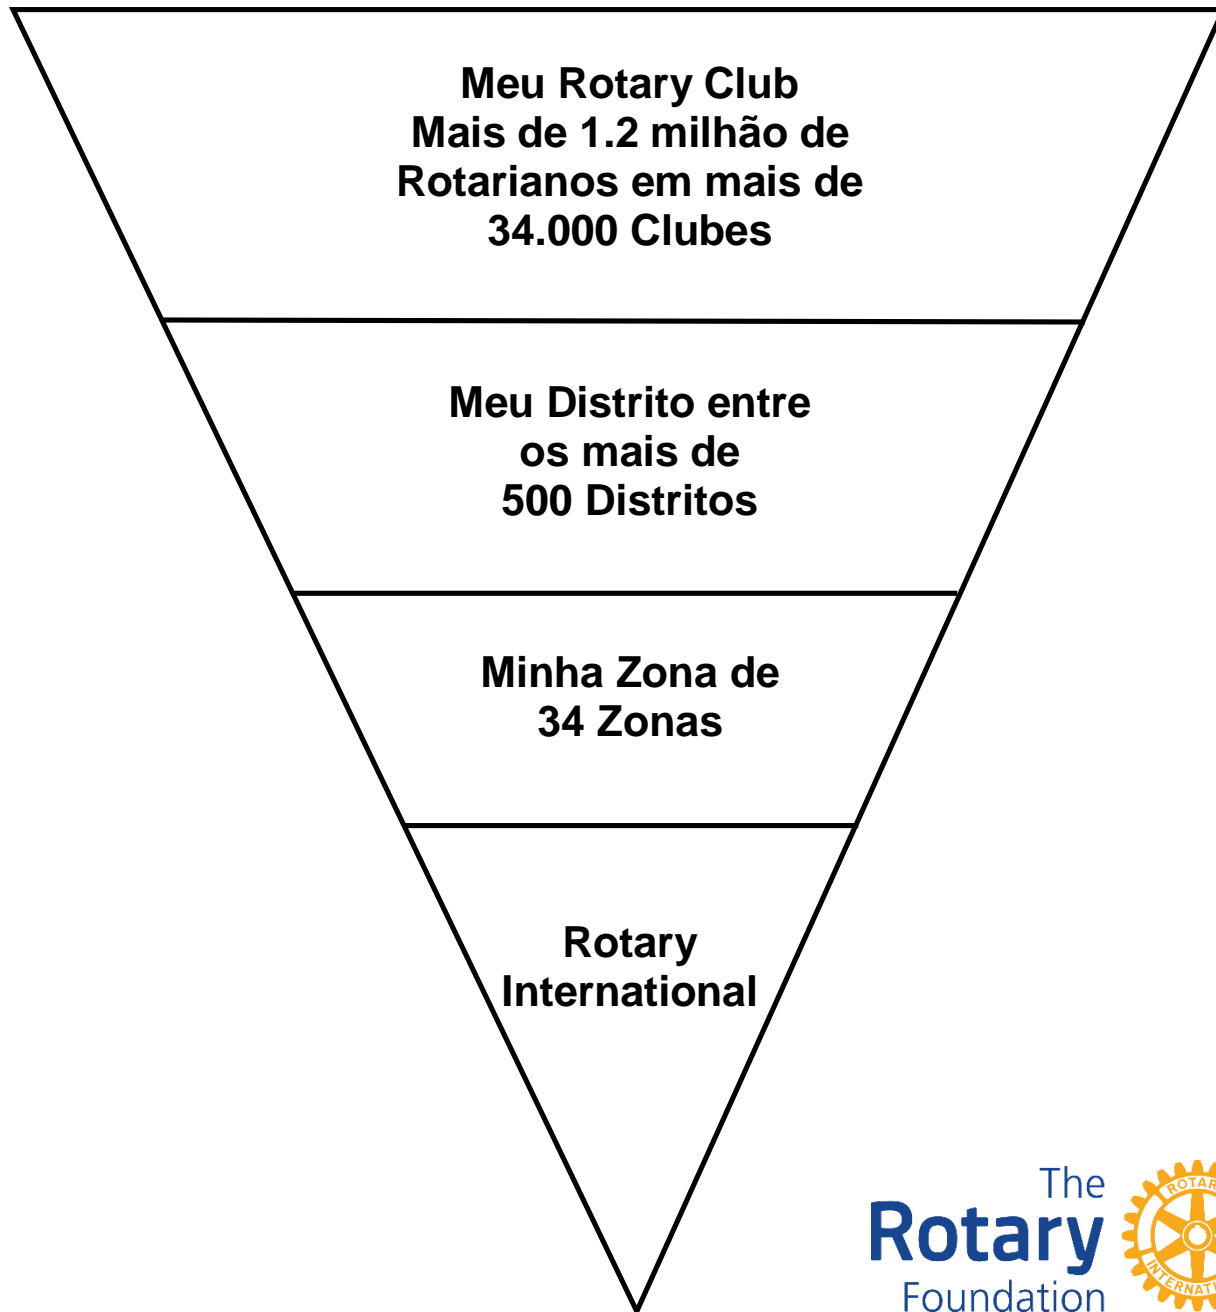 Meu Rotary Club
Mais de 1.2 milhão de
Rotarianos em mais de
34.000 Clubes
Meu Distrito entre
os mais de
500 Distritos
Minha Zona de
34 Zonas
Rotary
International
The
Rotary
Foundation